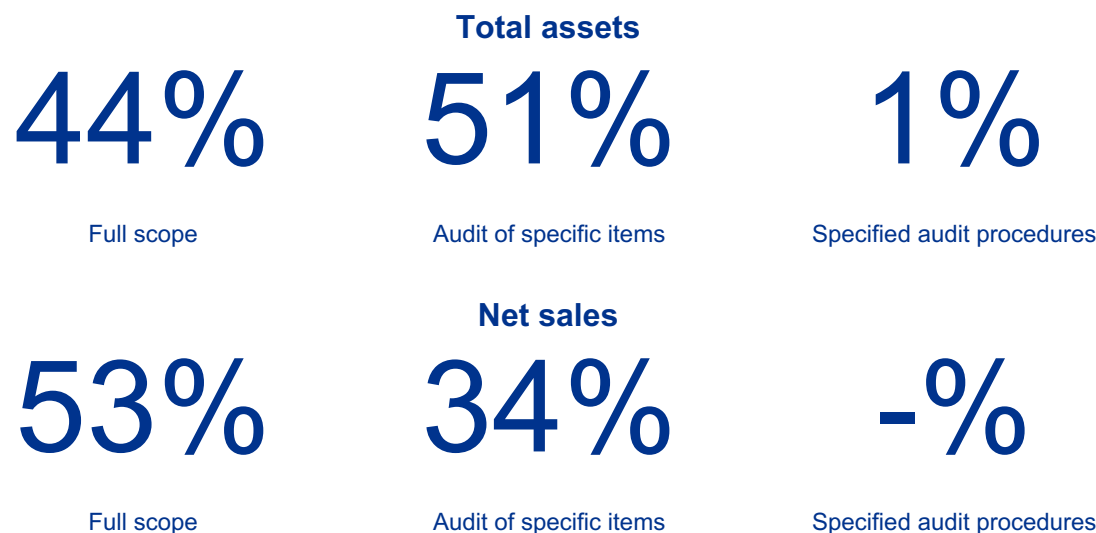 Total assets
44% 51% 1%
Full scope Audit of specific items Specified audit procedures
Net sales
53% 34% -%
Full scope Audit of specific items Specified audit procedures